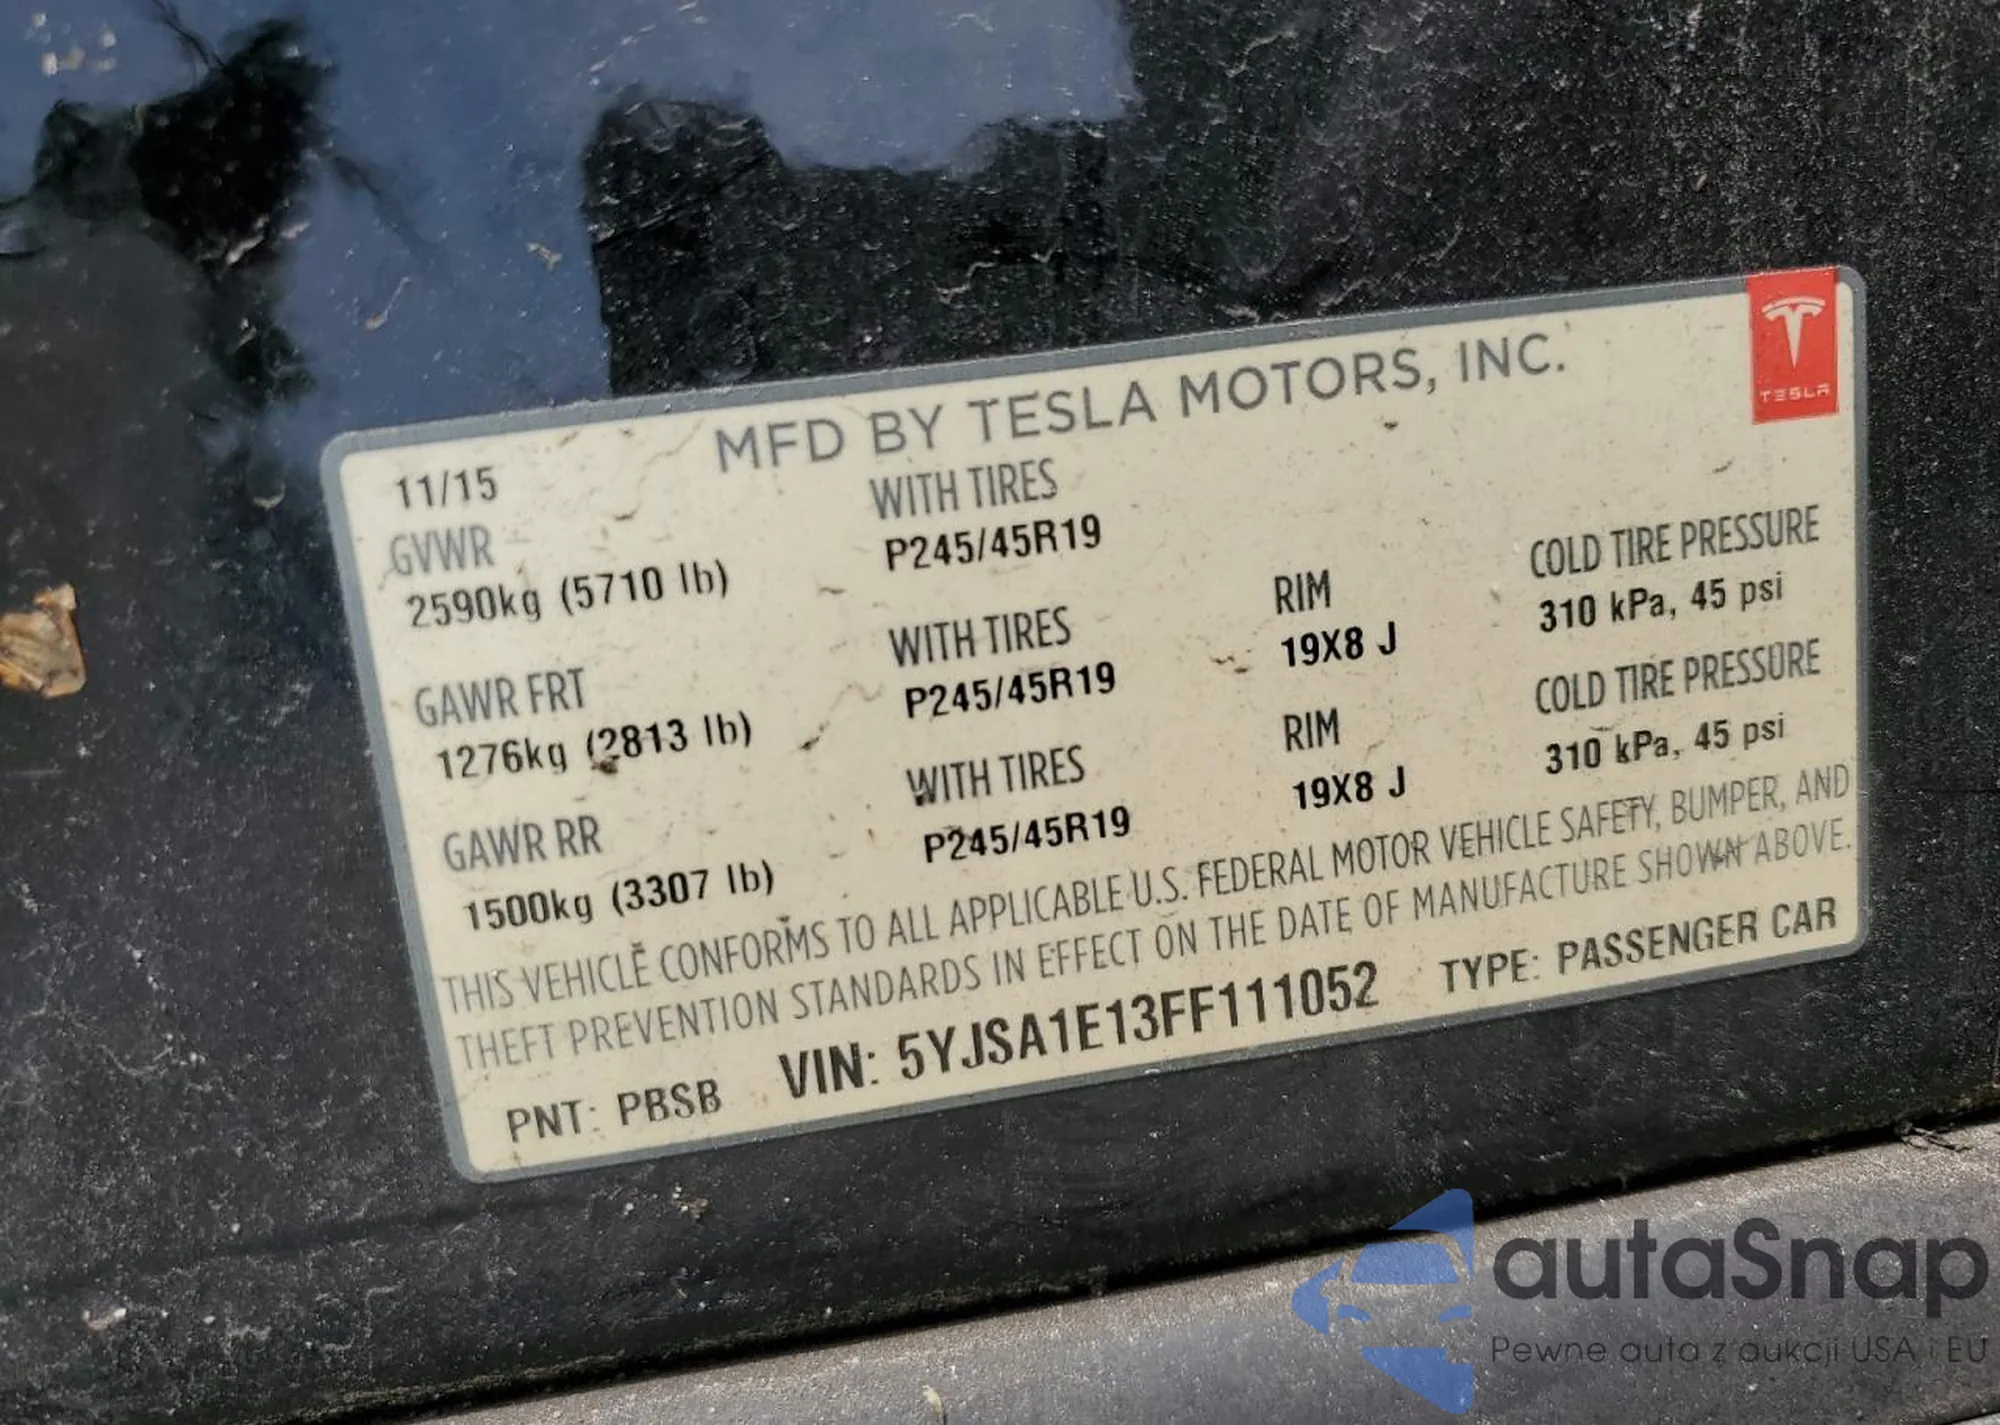 MFD BY TESLA MOTORS, INC.
TESLA
11/15
GVWR WITH TIRES
2590kg (5710 lb) P245/45R19
GAWR FRT WITH TIRES RIM COLD TIRE PRESSURE
1276kg (2813 lb) P245/45R19 19X8 J 310 kPa, 45 psi
GAWR RR WITH TIRES RIM COLD TIRE PRESSURE
1500kg (3307 lb) P245/45R19 19X8 J 310 kPa, 45 psi
THIS VEHICLE CONFORMS TO ALL APPLICABLE U.S. FEDERAL MOTOR VEHICLE SAFETY, BUMPER, AND
THEFT PREVENTION STANDARDS IN EFFECT ON THE DATE OF MANUFACTURE SHOWN ABOVE.
PNT: PBSB VIN: 5YJSA1E13FF111052 TYPE: PASSENGER CAR
autaSnap
Pewne auta z aukcji USA i EU